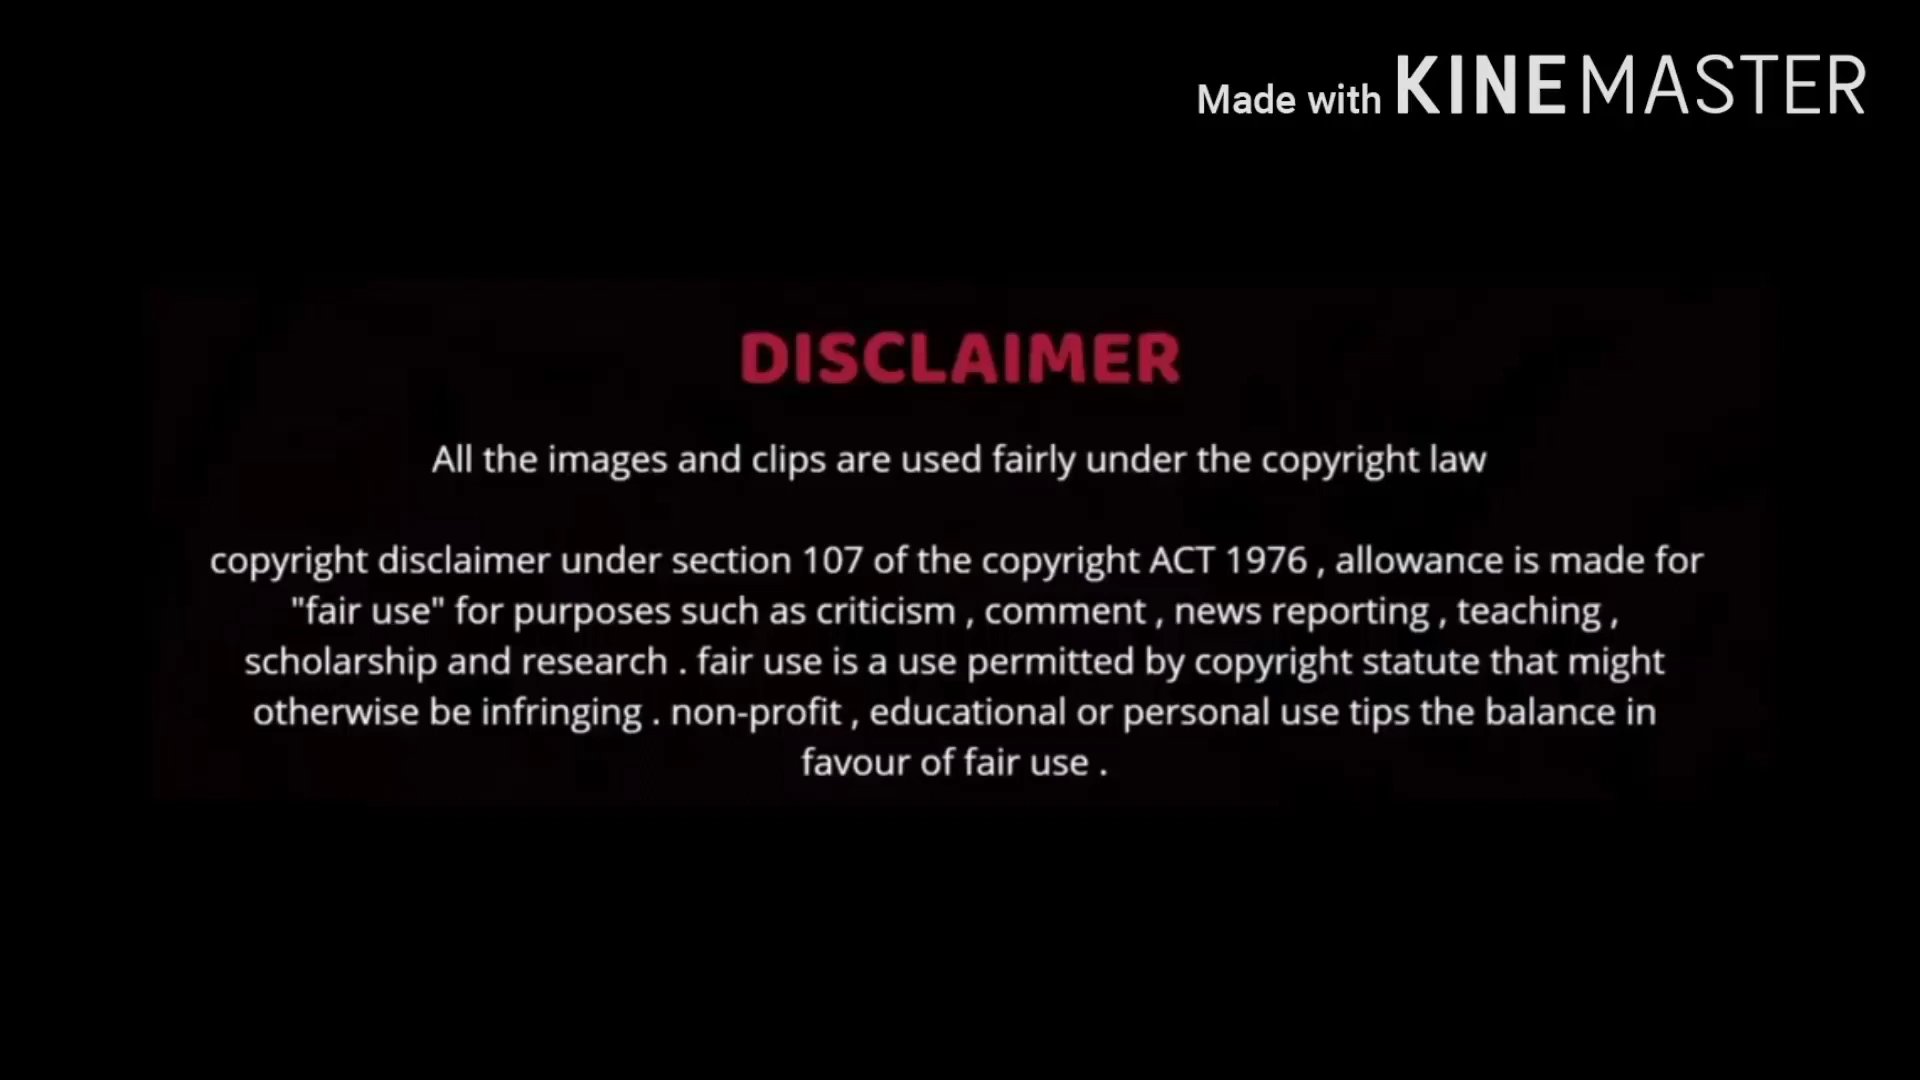 Made with KINEMASTER
DISCLAIMER
All the images and clips are used fairly under the copyright law
copyright disclaimer under section 107 of the copyright ACT 1976 , allowance is made for
"fair use" for purposes such as criticism , comment , news reporting , teaching ,
scholarship and research . fair use is a use permitted by copyright statute that might
otherwise be infringing . non-profit , educational or personal use tips the balance in
favour of fair use .